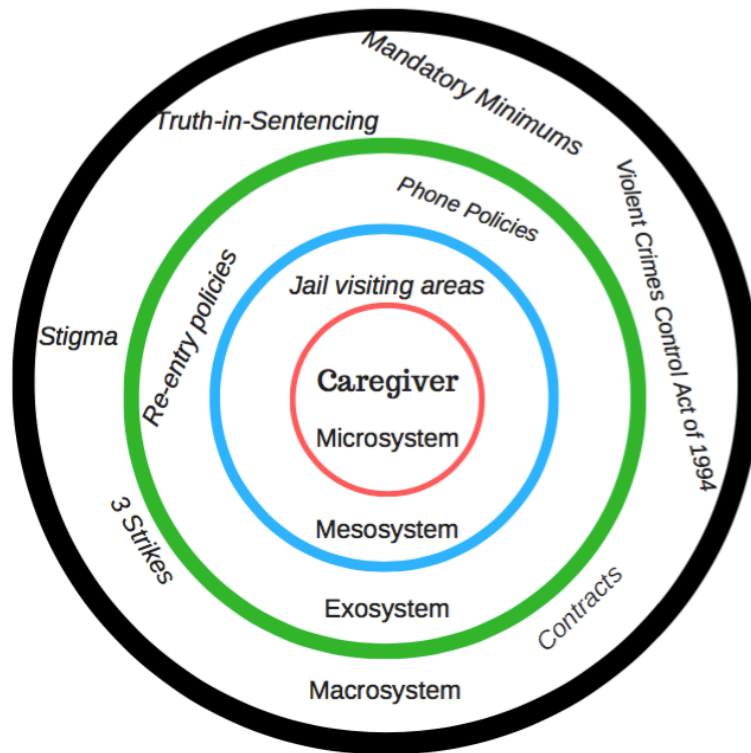 Mandatory Minimums
Truth-in-Sentencing
Violent Crimes Control Act of 1994
Phone Policies
Re-entry policies
Jail visiting areas
Stigma
Caregiver
Microsystem
3 Strikes
Mesosystem
Contracts
Exosystem
Macrosystem